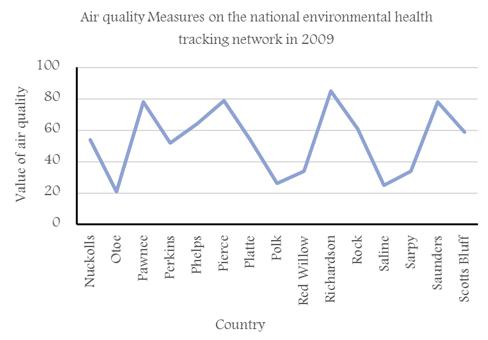 Air quality Measures on the national environmental health
tracking network in 2009
Value of air quality
100
80
60
40
20
0
Nuckolls
Otoe
Pawnee
Perkins
Phelps
Pierce
Platte
Polk
Red Willow
Richardson
Rock
Saline
Sarpy
Saunders
Scotts Bluff
Country